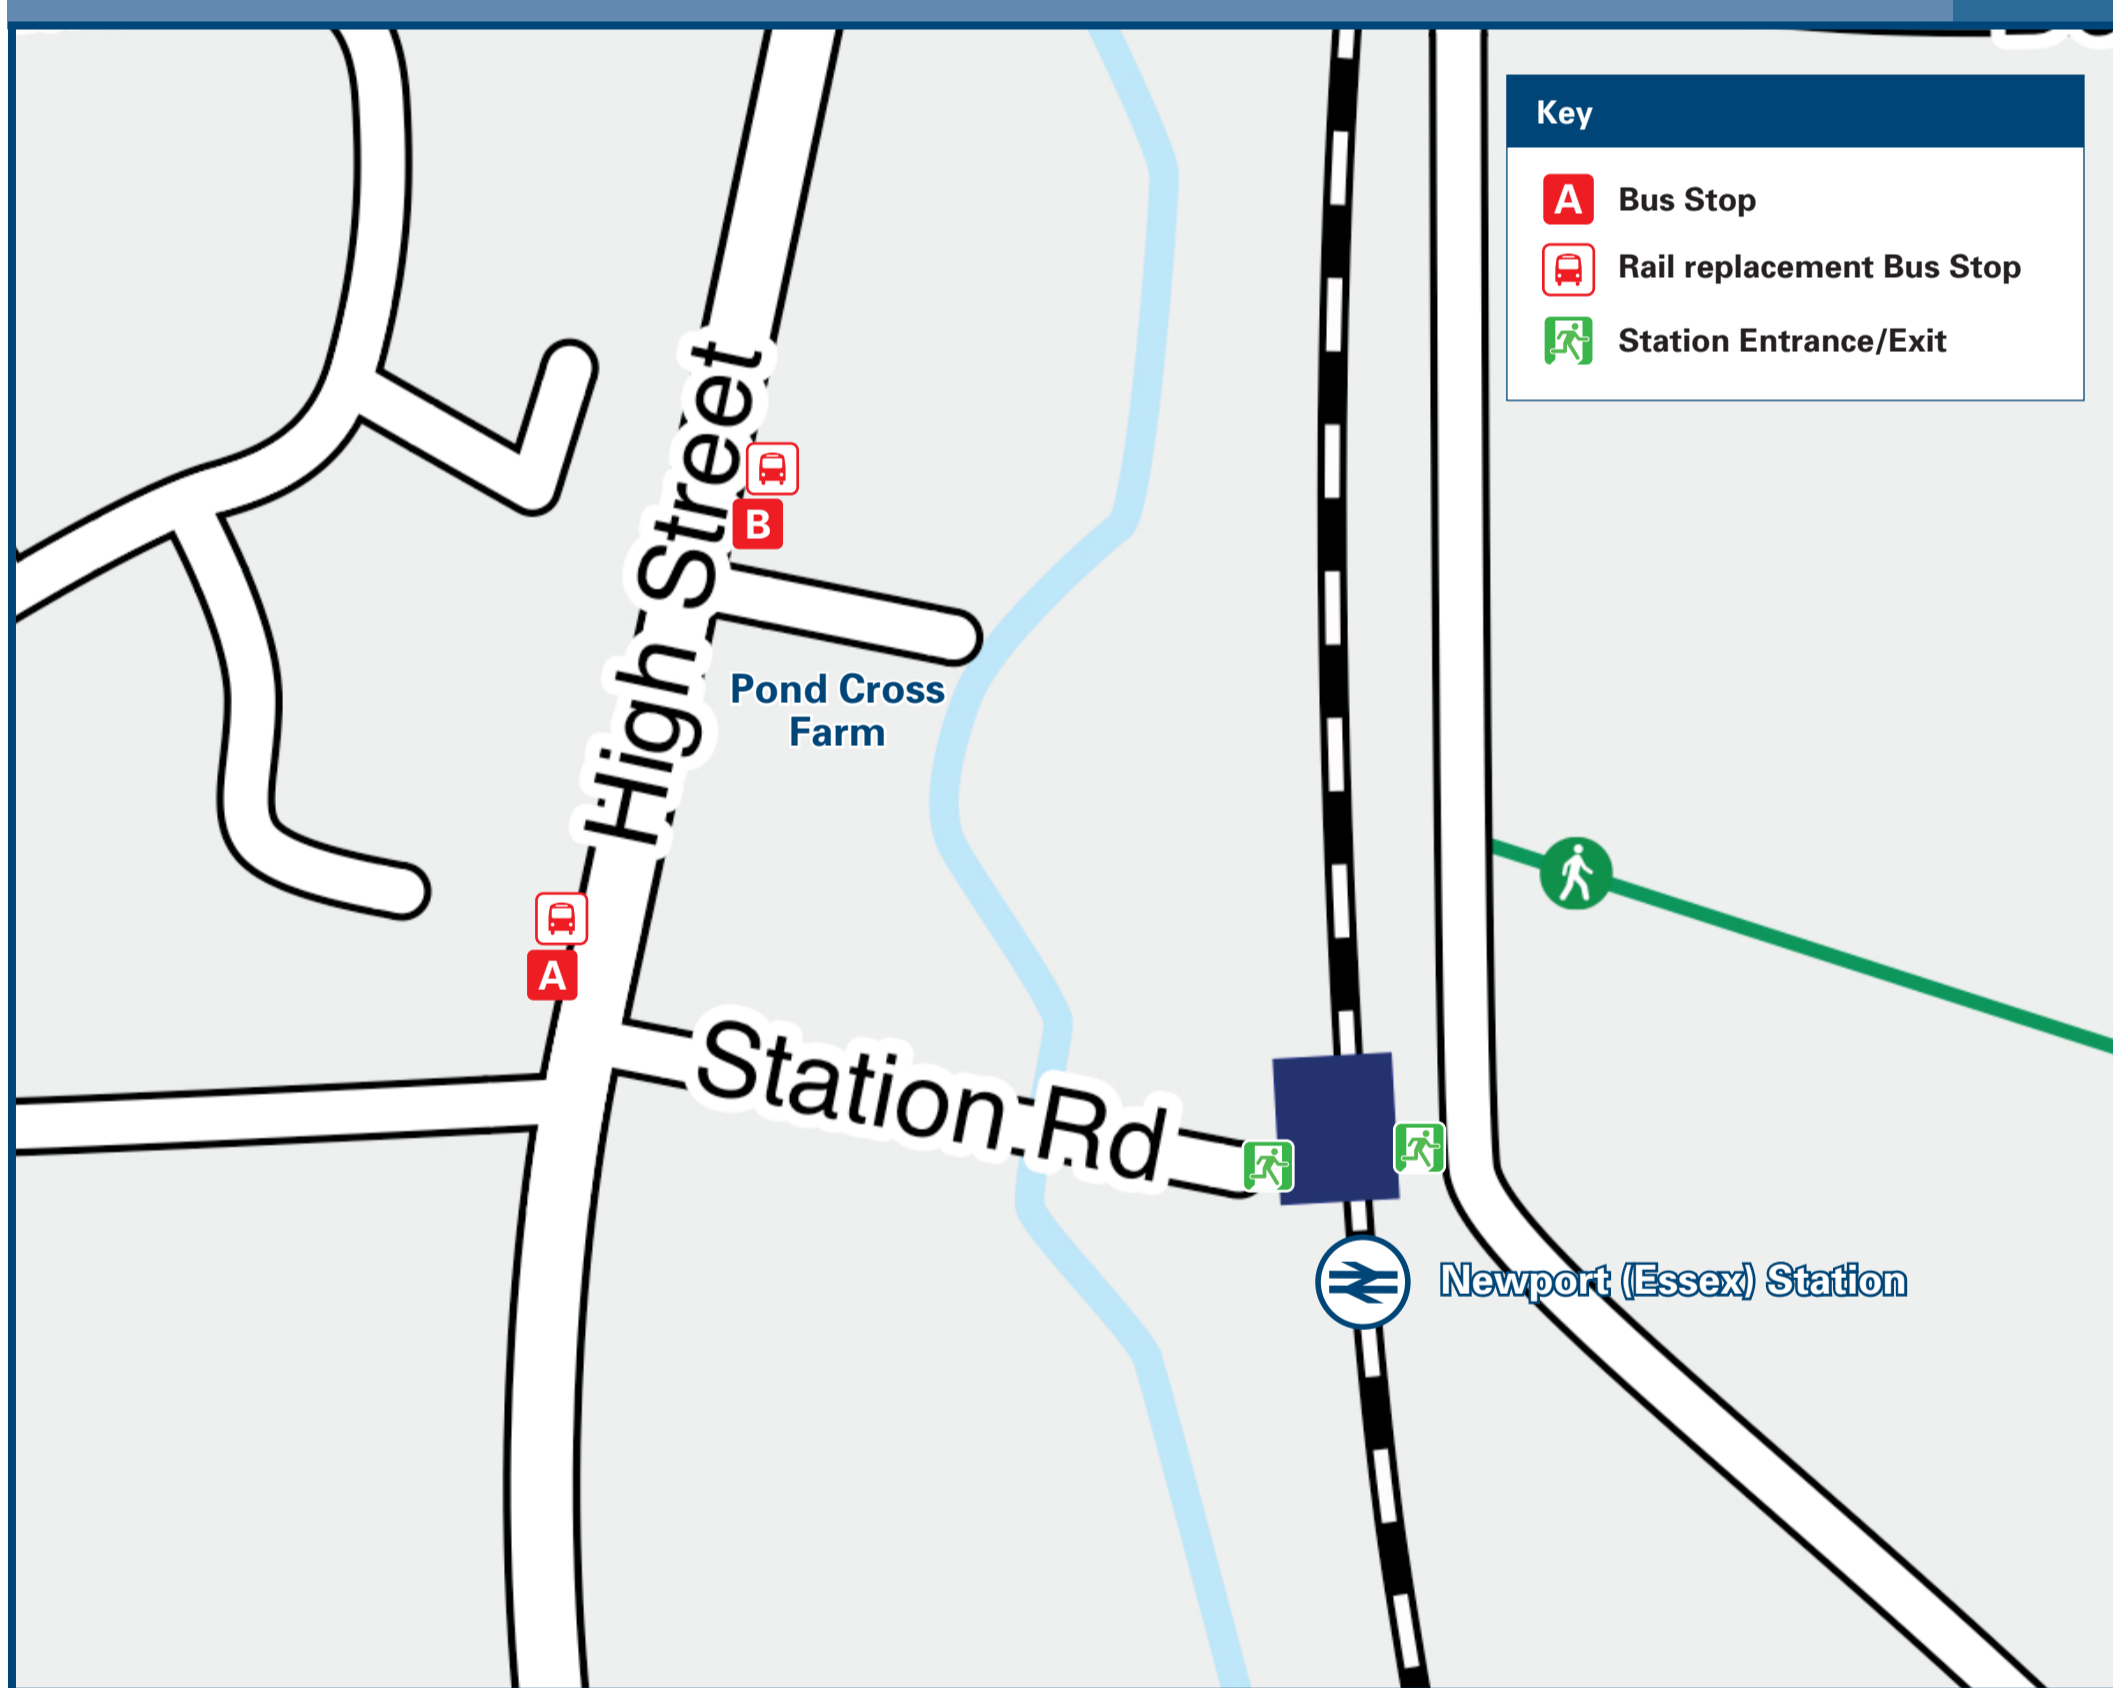 Key
A Bus Stop
Rail replacement Bus Stop
Station Entrance/Exit
High Street
B
Pond Cross
Farm
A
Station Rd
Newport (Essex) Station